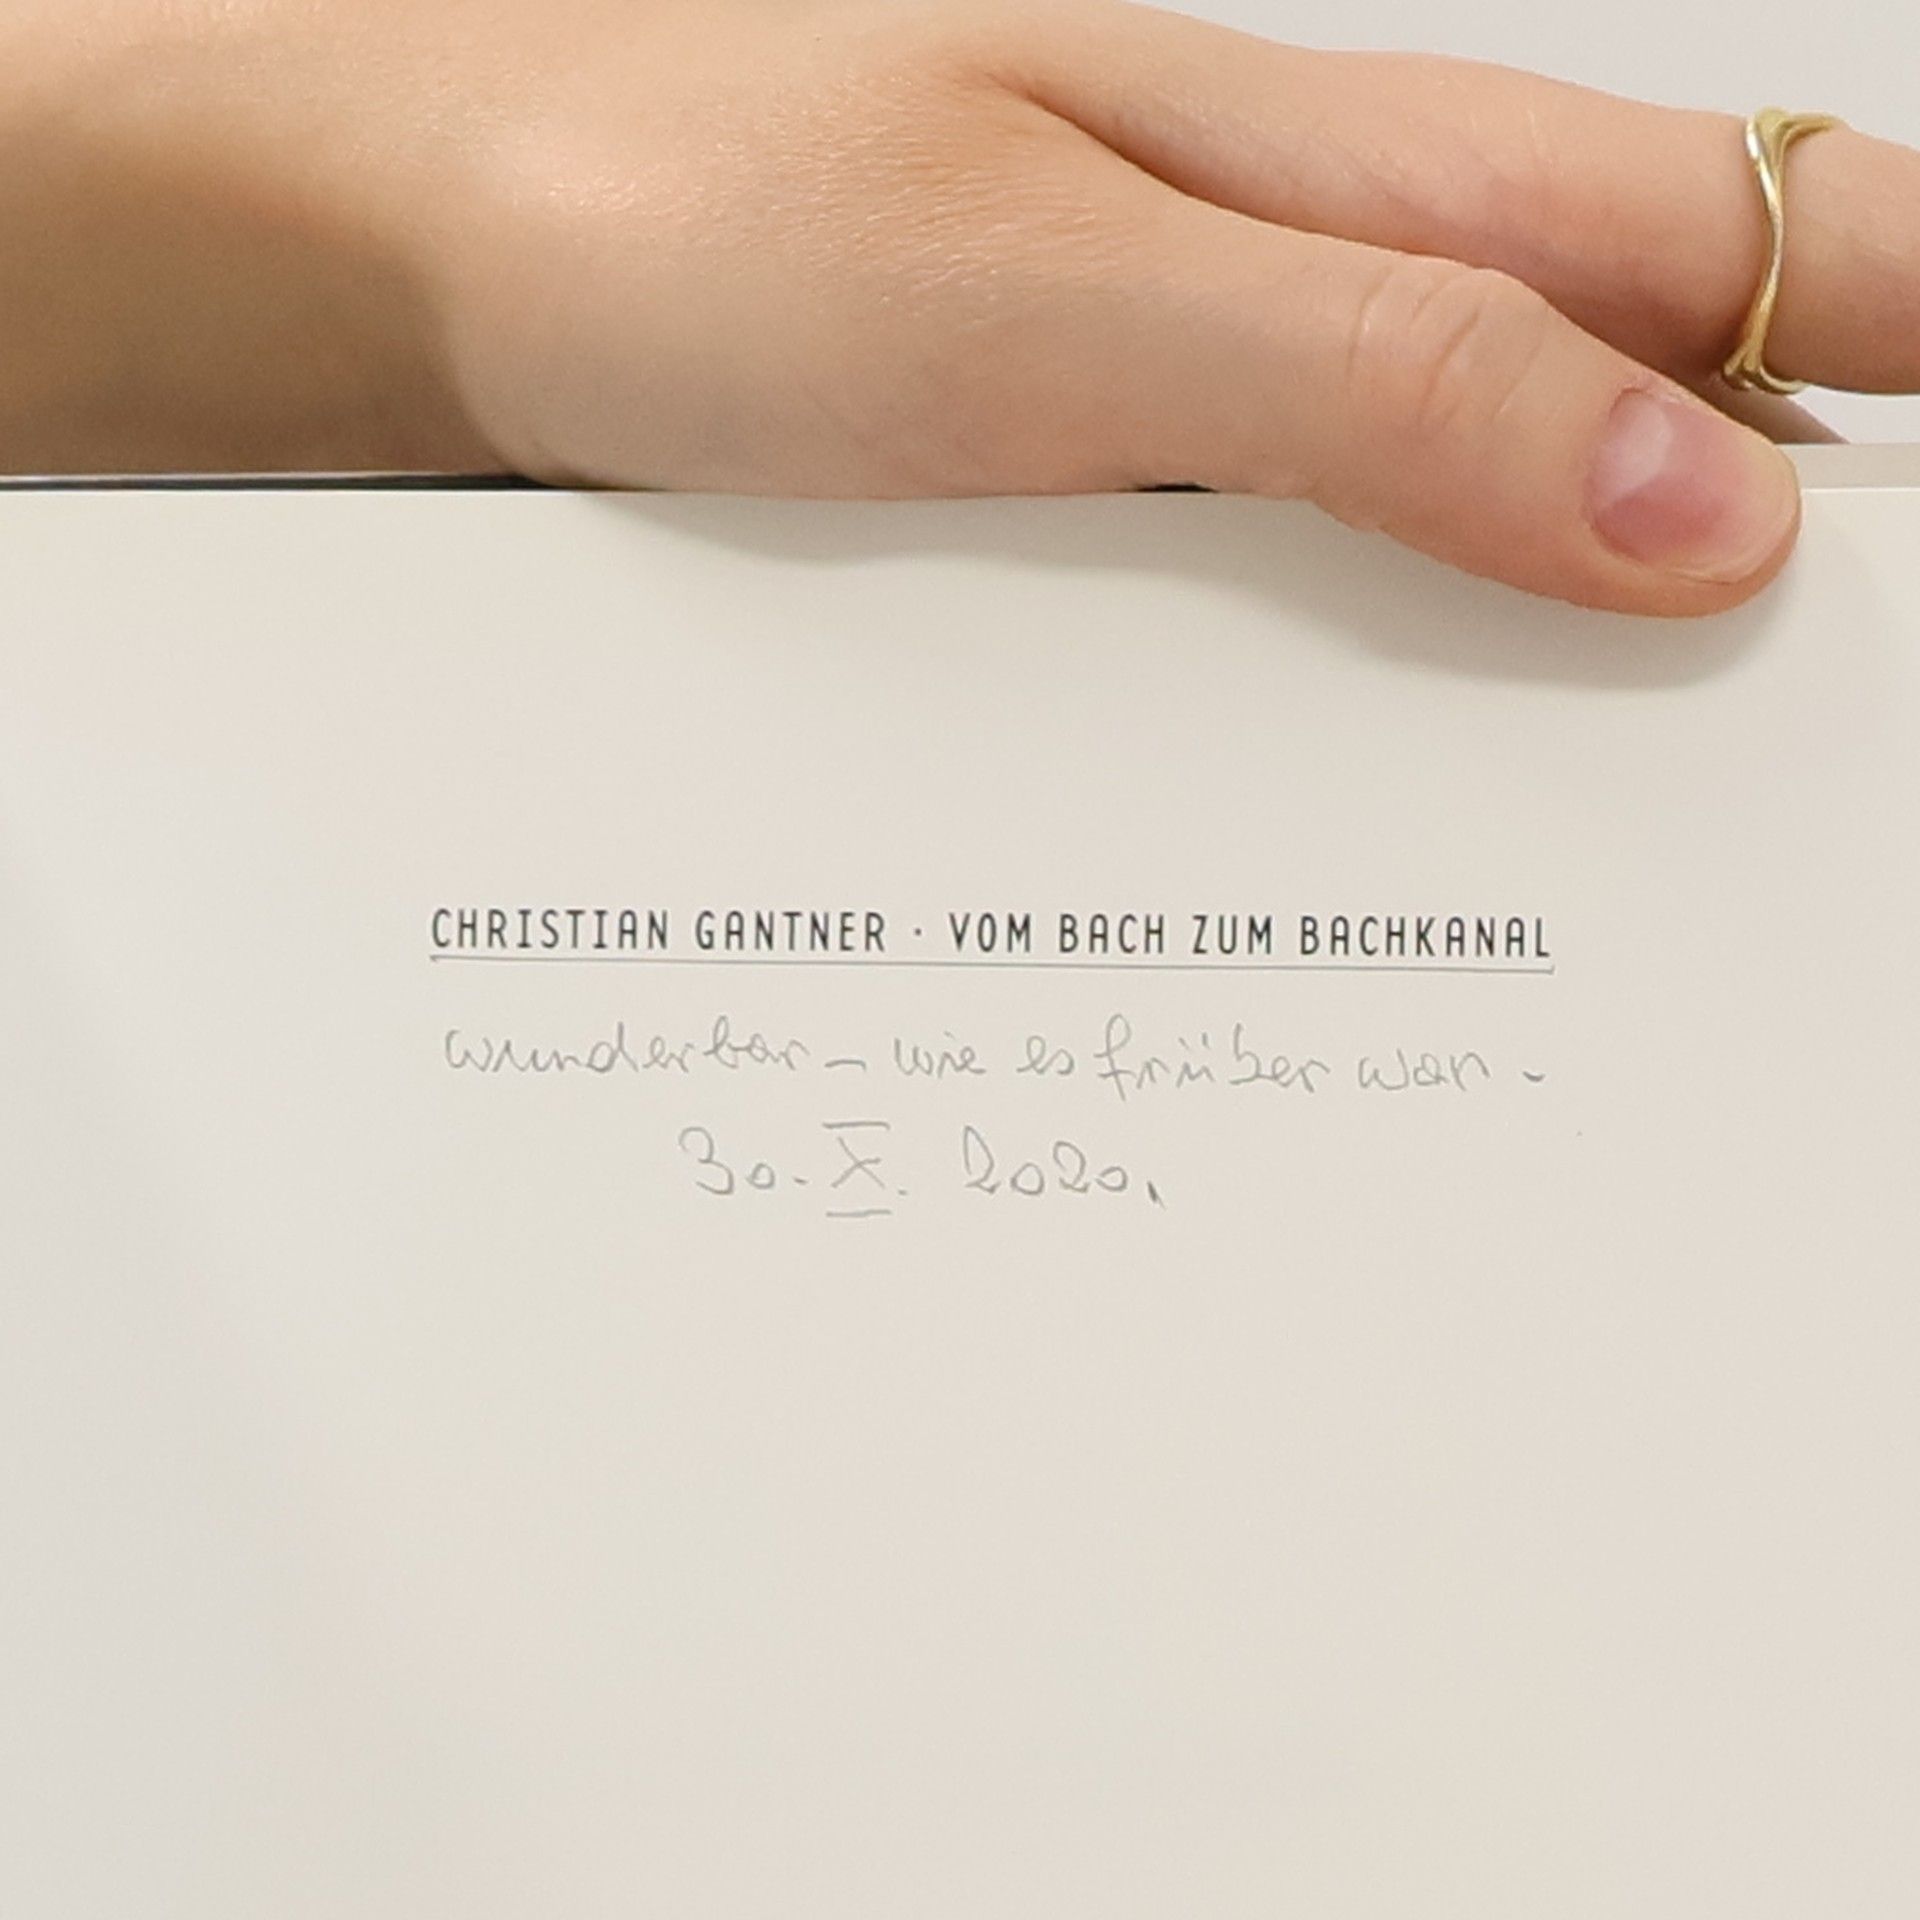 CHRISTIAN GANTNER · VOM BACH ZUM BACHKANAL
wunderbar – wie es früher war –
30. X. 2020.